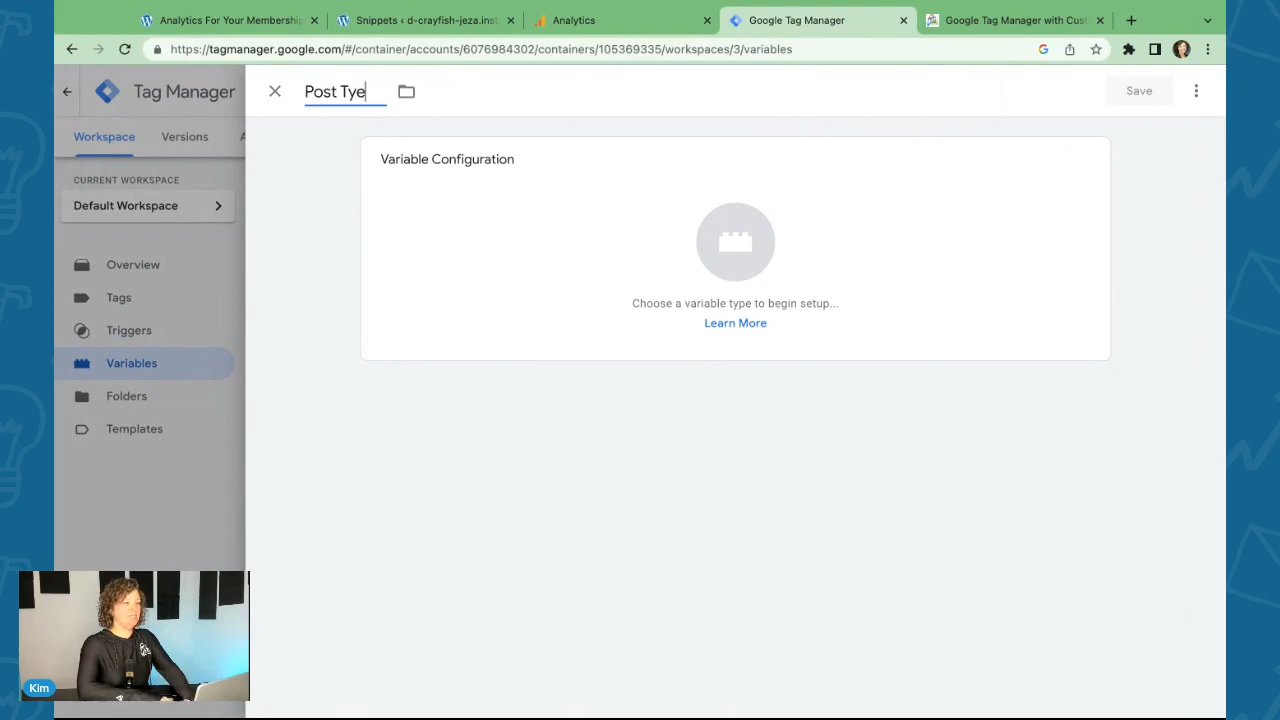 Analytics For Your Membership
Snippets ‹ d-crayfish-jeza.inst
Analytics
Google Tag Manager
Google Tag Manager with Cust
https://tagmanager.google.com/#/container/accounts/6076984302/containers/105369335/workspaces/3/variables
Tag Manager
Post Tye
Save
Workspace
Versions
A
CURRENT WORKSPACE
Default Workspace
Overview
Tags
Triggers
Variables
Folders
Templates
Variable Configuration
Choose a variable type to begin setup...
Learn More
Kim